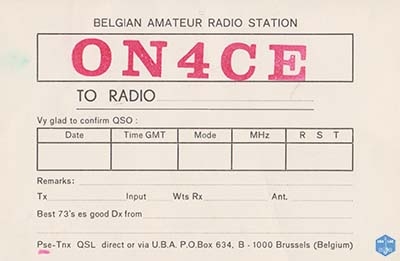 BELGIAN AMATEUR RADIO STATION
ON4CE
TO RADIO
Vy glad to confirm QSO :
Date Time GMT Mode MHz R S T
Remarks:
Tx Input Wts Rx Ant.
Best 73's es good Dx from
Pse-Tnx QSL direct or via U.B.A. P.O.Box 634, B - 1000 Brussels (Belgium)